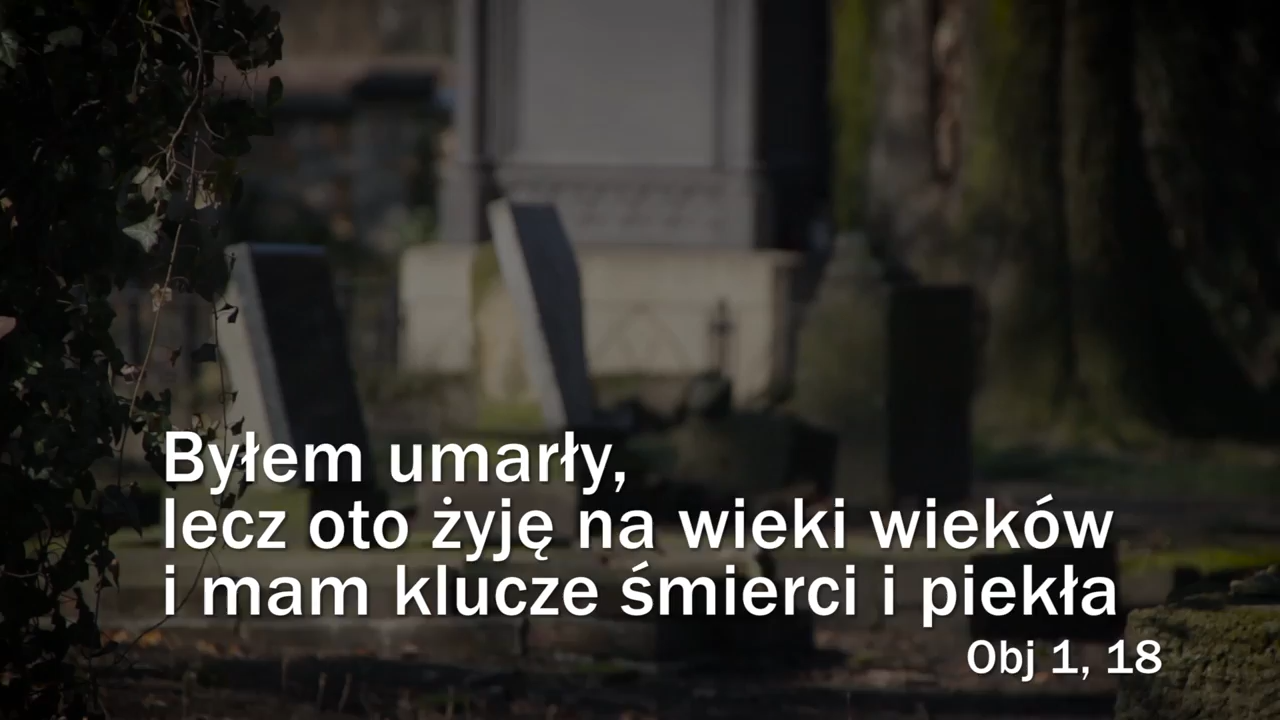 Byłem umarły,
lecz oto żyję na wieki wieków
i mam klucze śmierci i piekła
Obj 1, 18